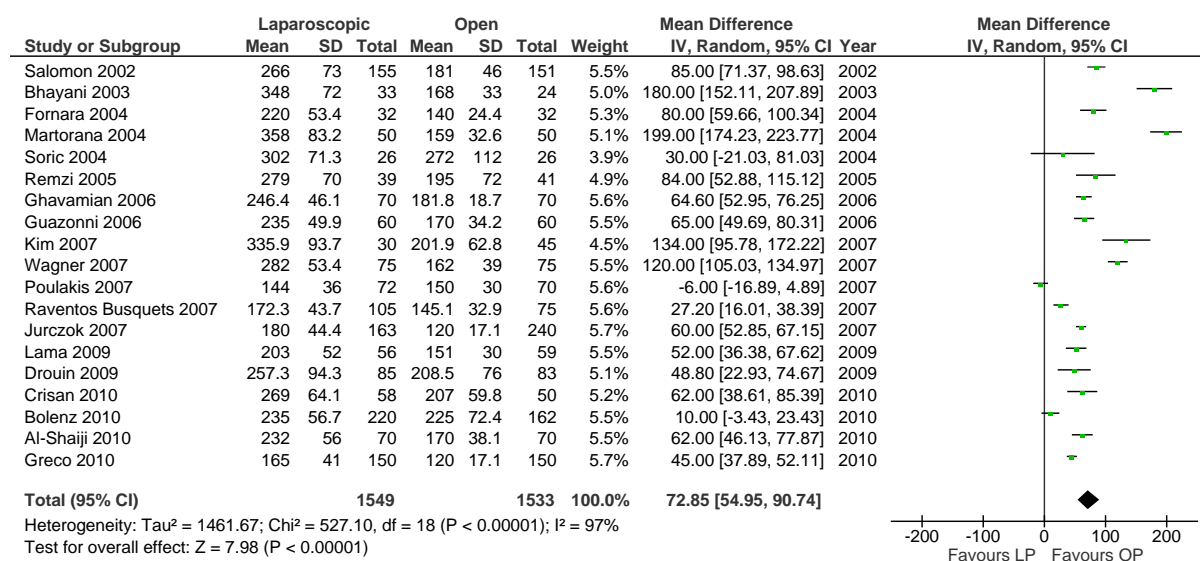 Laparoscopic Open Mean Difference Mean Difference
Study or Subgroup Mean SD Total Mean SD Total Weight IV, Random, 95% CI Year IV, Random, 95% CI
Salomon 2002 266 73 155 181 46 151 5.5% 85.00 [71.37, 98.63] 2002
Bhayani 2003 348 72 33 168 33 24 5.0% 180.00 [152.11, 207.89] 2003
Fornara 2004 220 53.4 32 140 24.4 32 5.3% 80.00 [59.66, 100.34] 2004
Martorana 2004 358 83.2 50 159 32.6 50 5.1% 199.00 [174.23, 223.77] 2004
Soric 2004 302 71.3 26 272 112 26 3.9% 30.00 [-21.03, 81.03] 2004
Remzi 2005 279 70 39 195 72 41 4.9% 84.00 [52.88, 115.12] 2005
Ghavamian 2006 246.4 46.1 70 181.8 18.7 70 5.6% 64.60 [52.95, 76.25] 2006
Guazonni 2006 235 49.9 60 170 34.2 60 5.5% 65.00 [49.69, 80.31] 2006
Kim 2007 335.9 93.7 30 201.9 62.8 45 4.5% 134.00 [95.78, 172.22] 2007
Wagner 2007 282 53.4 75 162 39 75 5.5% 120.00 [105.03, 134.97] 2007
Poulakis 2007 144 36 72 150 30 70 5.6% -6.00 [-16.89, 4.89] 2007
Raventos Busquets 2007 172.3 43.7 105 145.1 32.9 75 5.6% 27.20 [16.01, 38.39] 2007
Jurczok 2007 180 44.4 163 120 17.1 240 5.7% 60.00 [52.85, 67.15] 2007
Lama 2009 203 52 56 151 30 59 5.5% 52.00 [36.38, 67.62] 2009
Drouin 2009 257.3 94.3 85 208.5 76 83 5.1% 48.80 [22.93, 74.67] 2009
Crisan 2010 269 64.1 58 207 59.8 50 5.2% 62.00 [38.61, 85.39] 2010
Bolenz 2010 235 56.7 220 225 72.4 162 5.5% 10.00 [-3.43, 23.43] 2010
Al-Shaiji 2010 232 56 70 170 38.1 70 5.5% 62.00 [46.13, 77.87] 2010
Greco 2010 165 41 150 120 17.1 150 5.7% 45.00 [37.89, 52.11] 2010
Total (95% CI) 1549 1533 100.0% 72.85 [54.95, 90.74]
Heterogeneity: Tau² = 1461.67; Chi² = 527.10, df = 18 (P < 0.00001); I² = 97%
Test for overall effect: Z = 7.98 (P < 0.00001)
-200 -100 0 100 200
Favours LP Favours OP